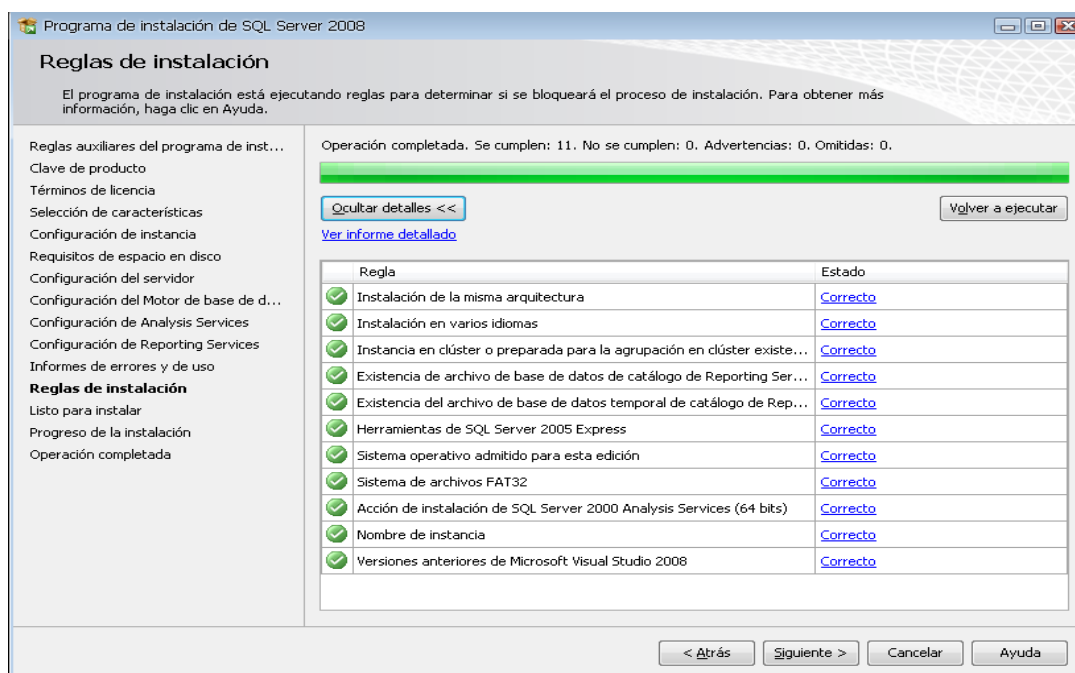 Programa de instalación de SQL Server 2008
Reglas de instalación
El programa de instalación está ejecutando reglas para determinar si se bloqueará el proceso de instalación. Para obtener más
información, haga clic en Ayuda.
Reglas auxiliares del programa de inst...
Clave de producto
Términos de licencia
Selección de características
Configuración de instancia
Requisitos de espacio en disco
Configuración del servidor
Configuración del Motor de base de d...
Configuración de Analysis Services
Configuración de Reporting Services
Informes de errores y de uso
Reglas de instalación
Listo para instalar
Progreso de la instalación
Operación completada
Operación completada. Se cumplen: 11. No se cumplen: 0. Advertencias: 0. Omitidas: 0.
Ocultar detalles << Volver a ejecutar
Ver informe detallado
Regla Estado
Instalación de la misma arquitectura Correcto
Instalación en varios idiomas Correcto
Instancia en clúster o preparada para la agrupación en clúster existe... Correcto
Existencia de archivo de base de datos de catálogo de Reporting Ser... Correcto
Existencia del archivo de base de datos temporal de catálogo de Rep... Correcto
Herramientas de SQL Server 2005 Express Correcto
Sistema operativo admitido para esta edición Correcto
Sistema de archivos FAT32 Correcto
Acción de instalación de SQL Server 2000 Analysis Services (64 bits) Correcto
Nombre de instancia Correcto
Versiones anteriores de Microsoft Visual Studio 2008 Correcto
< Atrás Siguiente > Cancelar Ayuda